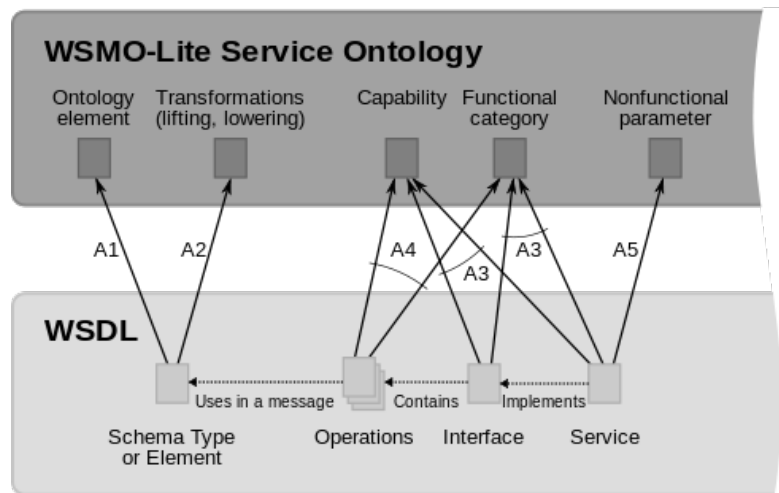 WSMO-Lite Service Ontology
Ontology
element
Transformations
(lifting, lowering)
Capability
Functional
category
Nonfunctional
parameter
A1
A2
A4
A3
A3
A5
WSDL
Uses in a message
Contains
Implements
Schema Type
or Element
Operations
Interface
Service